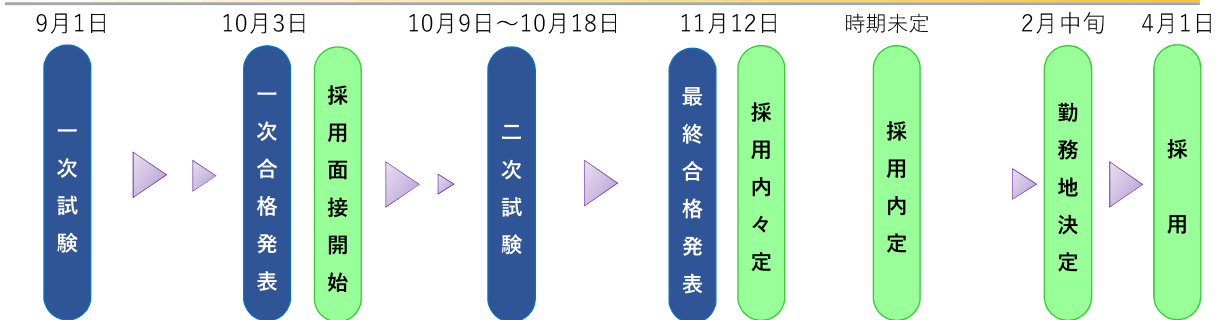 9月1日
10月3日
10月9日～10月18日
11月12日
時期未定
2月中旬
4月1日
一次試験
一次合格発表
採用面接開始
二次試験
最終合格発表
採用内々定
採用内定
勤務地決定
採用